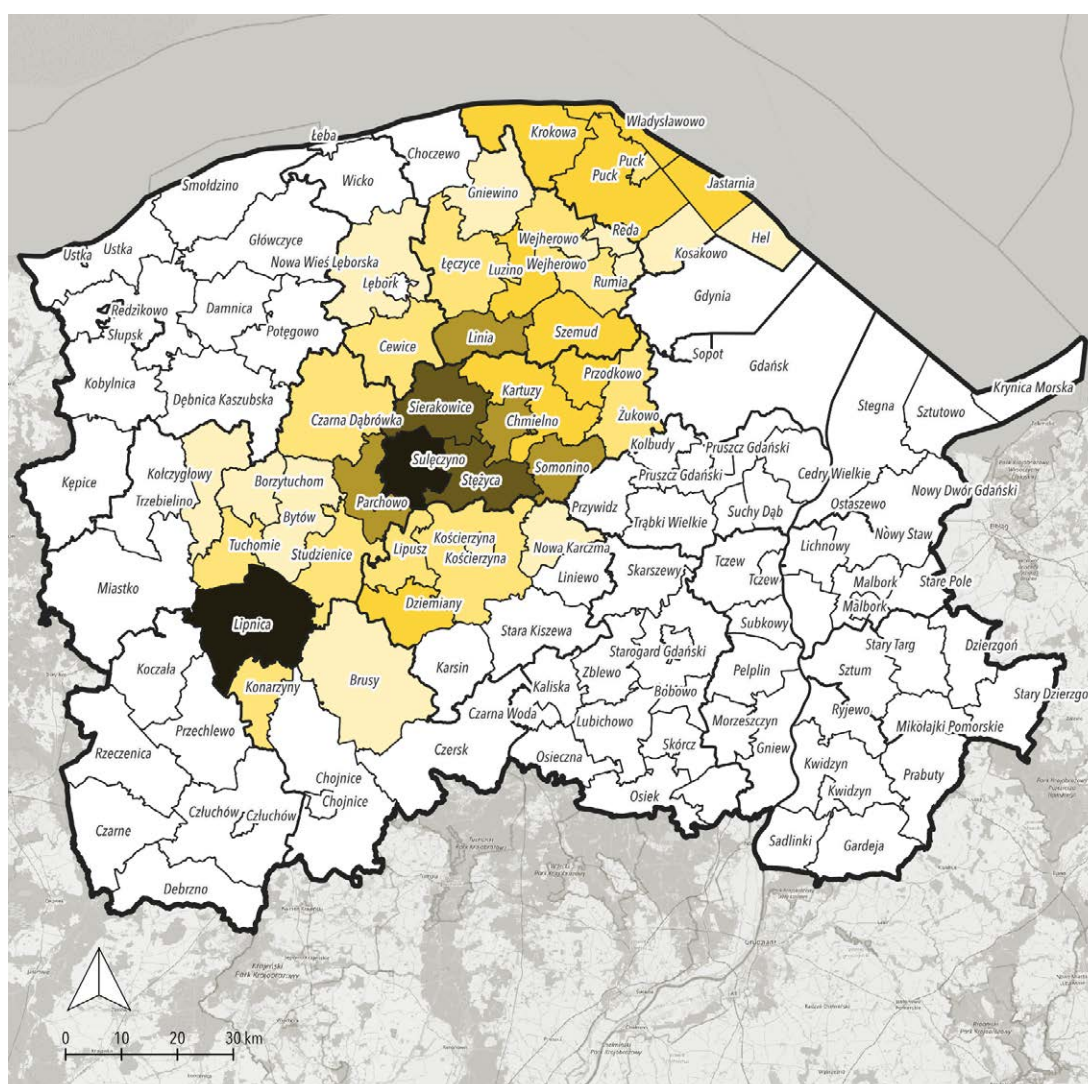 Władysławowo
Łeba
Krokowa
Choczewo
Puck
Puck
Wicko
Smołdzino
Jastarnia
Gniewino
Reda
Wejherowo
Hel
Ustka
Ustka
Główczyce
Kosakowo
Nowa Wieś Lęborska
Łęczyce
Luzino
Wejherowo
Rumia
Lębork
Gdynia
Redzikowo
Damnica
Słupsk
Potęgowo
Linia
Szemud
Cewice
Sopot
Gdańsk
Kobylnica
Przodkowo
Krynica Morska
Dębnica Kaszubska
Kartuzy
Sierakowice
Stegna
Czarna Dąbrówka
Chmielno
Żukowo
Sztutowo
Kolbudy
Pruszcz Gdański
Sulęczyno
Somonino
Kołczygłowy
Stężyca
Pruszcz Gdański
Cedry Wielkie
Kępice
Borzytuchom
Nowy Dwór Gdański
Trzebielino
Parchowo
Przywidz
Suchy Dąb
Ostaszewo
Bytów
Trąbki Wielkie
Kościerzyna
Nowy Staw
Tuchomie
Lipusz
Nowa Karczma
Lichnowy
Studzienice
Kościerzyna
Tczew
Skarszewy
Liniewo
Tczew
Malbork
Stare Pole
Miastko
Dziemiany
Malbork
Lipnica
Subkowy
Stara Kiszewa
Stary Targ
Dzierzgoń
Starogard Gdański
Koczała
Karsin
Zblewo
Pelplin
Sztum
Brusy
Konarzyny
Kaliska
Bobowo
Stary Dzierzgo
Czarna Woda
Ryjewo
Lubichowo
Morzeszczyn
Mikołajki Pomorskie
Przechlewo
Rzeczenica
Czersk
Skórcz
Gniew
Osieczna
Kwidzyn
Chojnice
Prabuty
Kwidzyn
Osiek
Chojnice
Człuchów
Człuchów
Czarne
Sadlinki
Gardeja
Debrzno
0 10 20 30 km